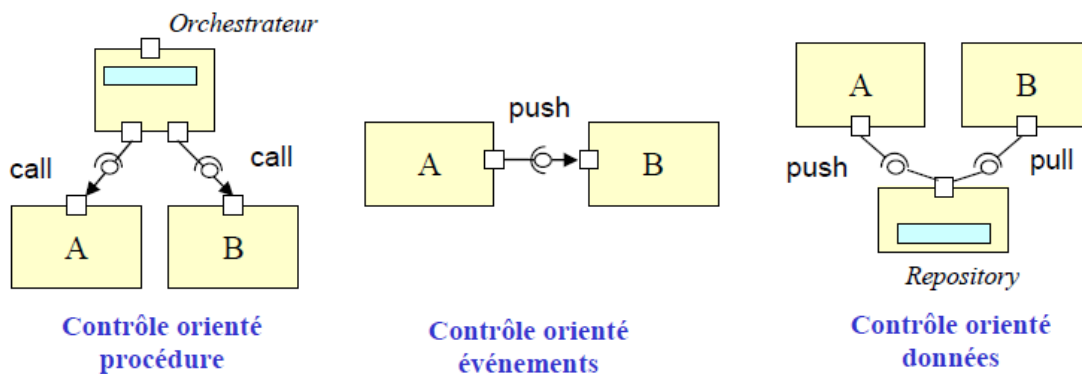 Orchestrateur
call
call
A
B
Contrôle orienté
procédure
push
A
B
Contrôle orienté
événements
A
B
push
pull
Repository
Contrôle orienté
données